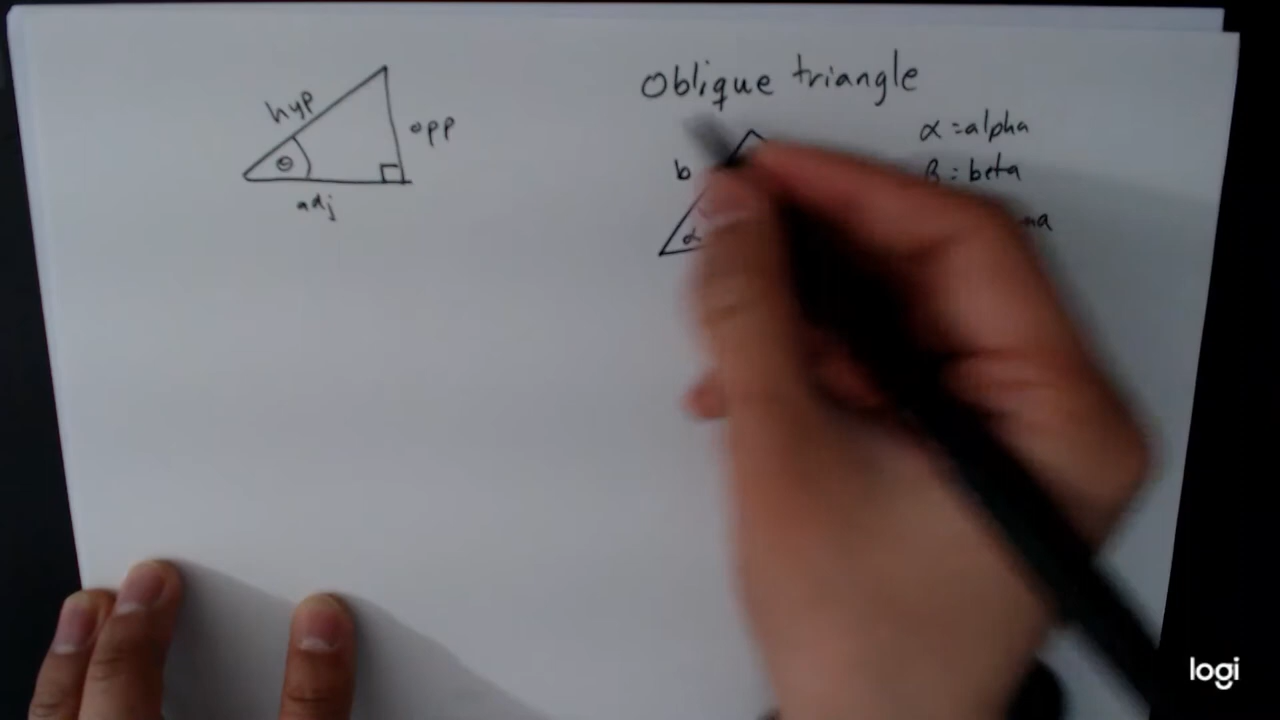 hyp
θ
opp
adj
Oblique triangle
α = alpha
b
β = beta
α
logi